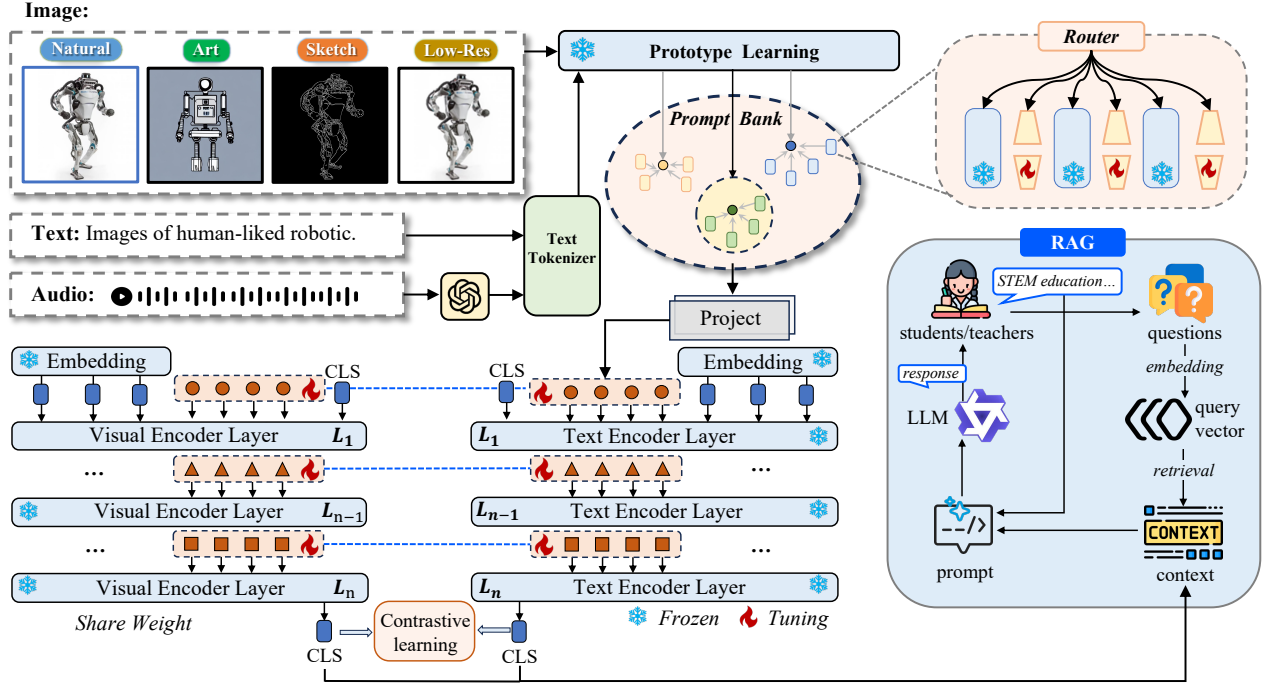 Image:
Natural
Art
Sketch
Low-Res
Prototype Learning
Router
Prompt Bank
Text: Images of human-liked robotic.
Text
Tokenizer
Audio:
Project
RAG
STEM education…
students/teachers
questions
response
embedding
LLM
query
vector
retrieval
CONTEXT
prompt
context
Embedding
CLS
CLS
Embedding
Visual Encoder Layer L1
L1 Text Encoder Layer
...
...
Visual Encoder Layer Ln−1
Ln−1 Text Encoder Layer
...
...
Visual Encoder Layer Ln
Ln Text Encoder Layer
Share Weight
Contrastive
learning
Frozen
Tuning
CLS
CLS